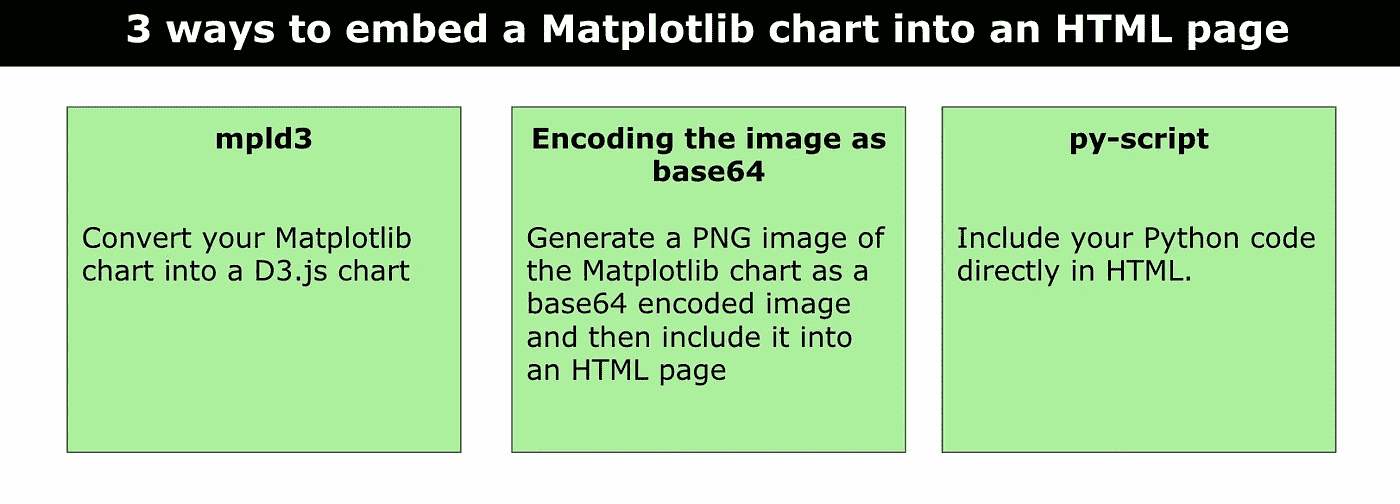 3 ways to embed a Matplotlib chart into an HTML page
mpld3
Convert your Matplotlib
chart into a D3.js chart
Encoding the image as
base64
Generate a PNG image of
the Matplotlib chart as a
base64 encoded image
and then include it into
an HTML page
py-script
Include your Python code
directly in HTML.